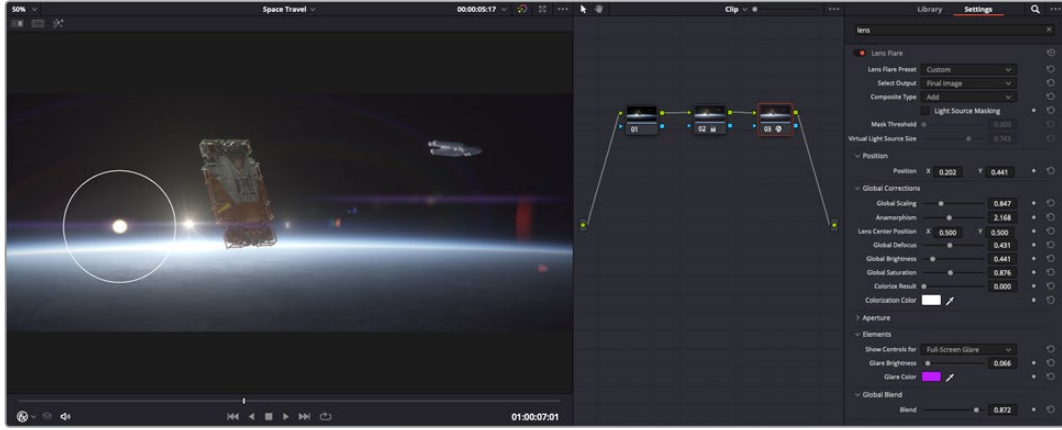 50% Space Travel 00:00:05:17 Clip Library Settings
lens
Lens Flare
Lens Flare Preset Custom
Select Output Final Image
Composite Type Add
Light Source Masking
Mask Threshold 0.300
Virtual Light Source Size 0.745
Position
Position X 0.202 Y 0.441
Global Corrections
Global Scaling 0.847
Anamorphism 2.168
Lens Center Position X 0.500 Y 0.500
Global Defocus 0.431
Global Brightness 0.441
Global Saturation 0.876
Colorize Result 0.000
Colorization Color
Aperture
Elements
Show Controls for Full-Screen Glare
Glare Brightness 0.066
Glare Color
Global Blend
Blend 0.872
01 02 03
fx
01:00:07:01